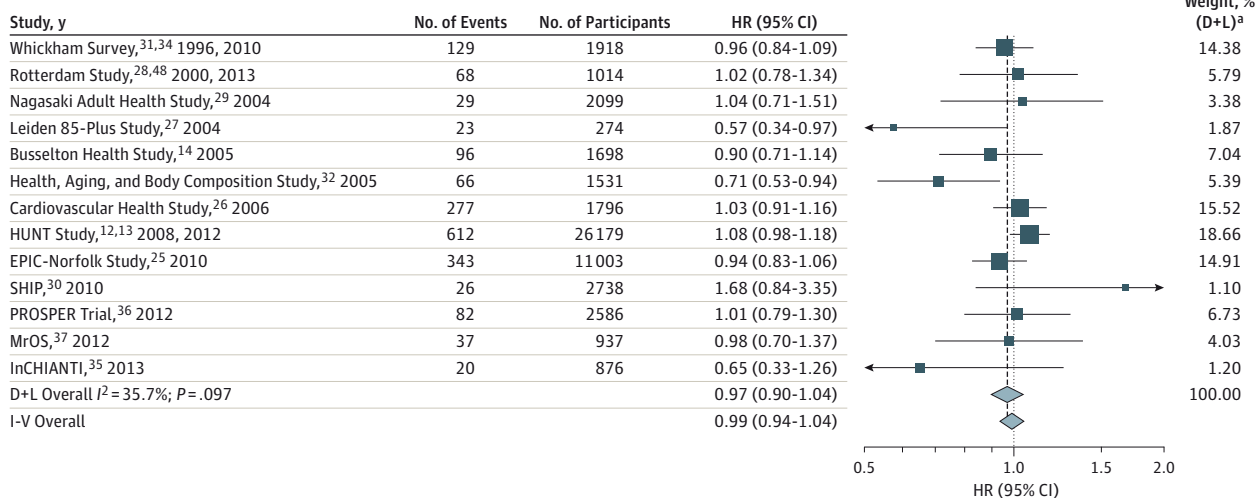 Weight, %
Study, y No. of Events No. of Participants HR (95% CI) (D+L)a
Whickham Survey,31,34 1996, 2010 129 1918 0.96 (0.84-1.09) 14.38
Rotterdam Study,28,48 2000, 2013 68 1014 1.02 (0.78-1.34) 5.79
Nagasaki Adult Health Study,29 2004 29 2099 1.04 (0.71-1.51) 3.38
Leiden 85-Plus Study,27 2004 23 274 0.57 (0.34-0.97) 1.87
Busselton Health Study,14 2005 96 1698 0.90 (0.71-1.14) 7.04
Health, Aging, and Body Composition Study,32 2005 66 1531 0.71 (0.53-0.94) 5.39
Cardiovascular Health Study,26 2006 277 1796 1.03 (0.91-1.16) 15.52
HUNT Study,12,13 2008, 2012 612 26 179 1.08 (0.98-1.18) 18.66
EPIC-Norfolk Study,25 2010 343 11 003 0.94 (0.83-1.06) 14.91
SHIP,30 2010 26 2738 1.68 (0.84-3.35) 1.10
PROSPER Trial,36 2012 82 2586 1.01 (0.79-1.30) 6.73
MrOS,37 2012 37 937 0.98 (0.70-1.37) 4.03
InCHIANTI,35 2013 20 876 0.65 (0.33-1.26) 1.20
D+L Overall I2 = 35.7%; P = .097 0.97 (0.90-1.04) 100.00
I-V Overall 0.99 (0.94-1.04)
0.5 1.0 1.5 2.0
HR (95% CI)